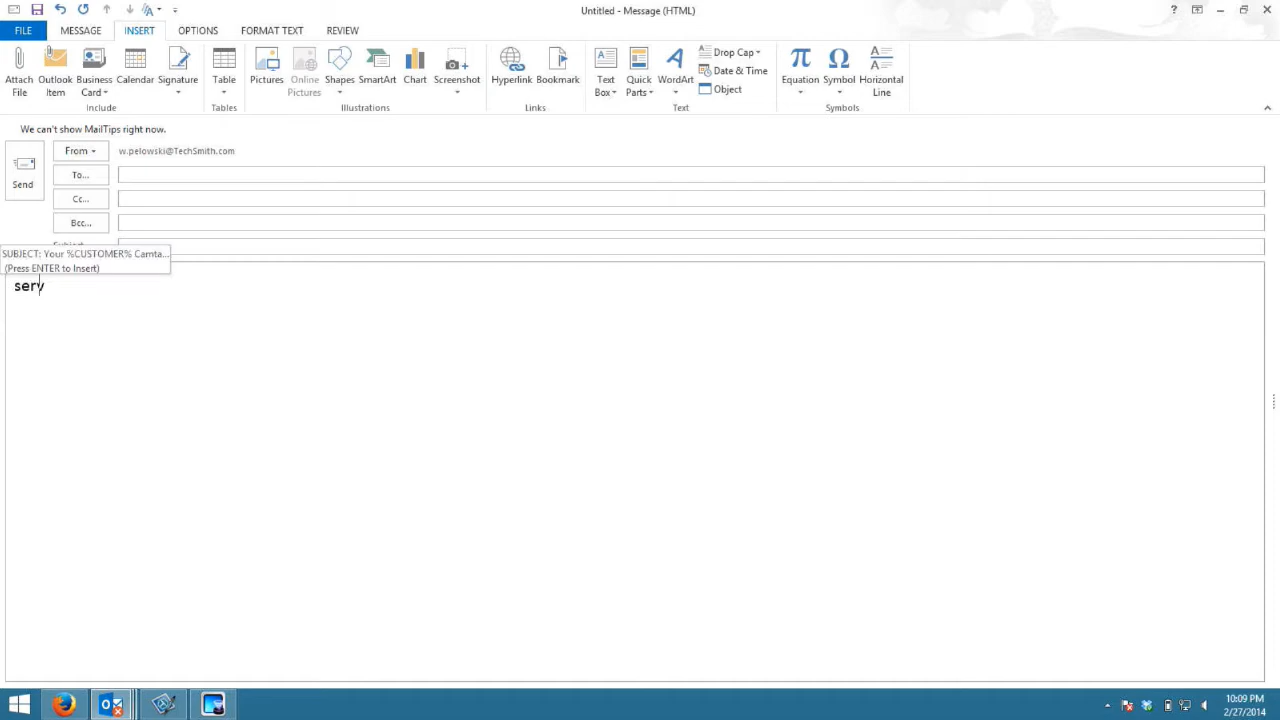 Untitled - Message (HTML)
?
FILE
MESSAGE
INSERT
OPTIONS
FORMAT TEXT
REVIEW
Attach File
Outlook Item
Business Card
Calendar
Signature
Include
Table
Tables
Pictures
Online Pictures
Shapes
SmartArt
Chart
Screenshot
Illustrations
Hyperlink
Bookmark
Links
Text Box
Quick Parts
WordArt
Drop Cap
Date & Time
Object
Text
Equation
Symbol
Horizontal Line
Symbols
We can't show MailTips right now.
Send
From
w.pelowski@TechSmith.com
To...
Cc...
Bcc...
Subject
SUBJECT: Your %CUSTOMER% Camta...
(Press ENTER to Insert)
serv
10:09 PM
2/27/2014